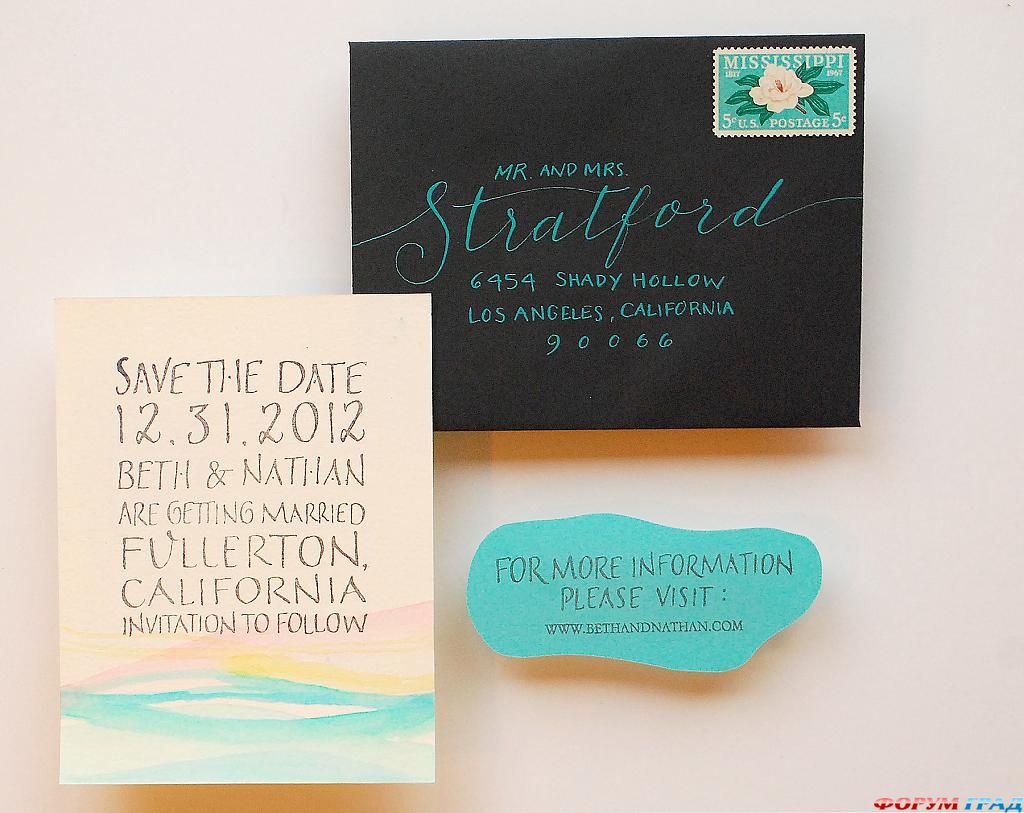 MISSISSIPPI
1817 1967
5c U.S. POSTAGE 5c
MR. AND MRS.
Stratford
6454 SHADY HOLLOW
LOS ANGELES, CALIFORNIA
90066
SAVE THE DATE
12.31.2012
BETH & NATHAN
ARE GETTING MARRIED
FULLERTON,
CALIFORNIA
INVITATION TO FOLLOW
FOR MORE INFORMATION
PLEASE VISIT:
WWW.BETHANDNATHAN.COM
ФОРУМ ГРАД